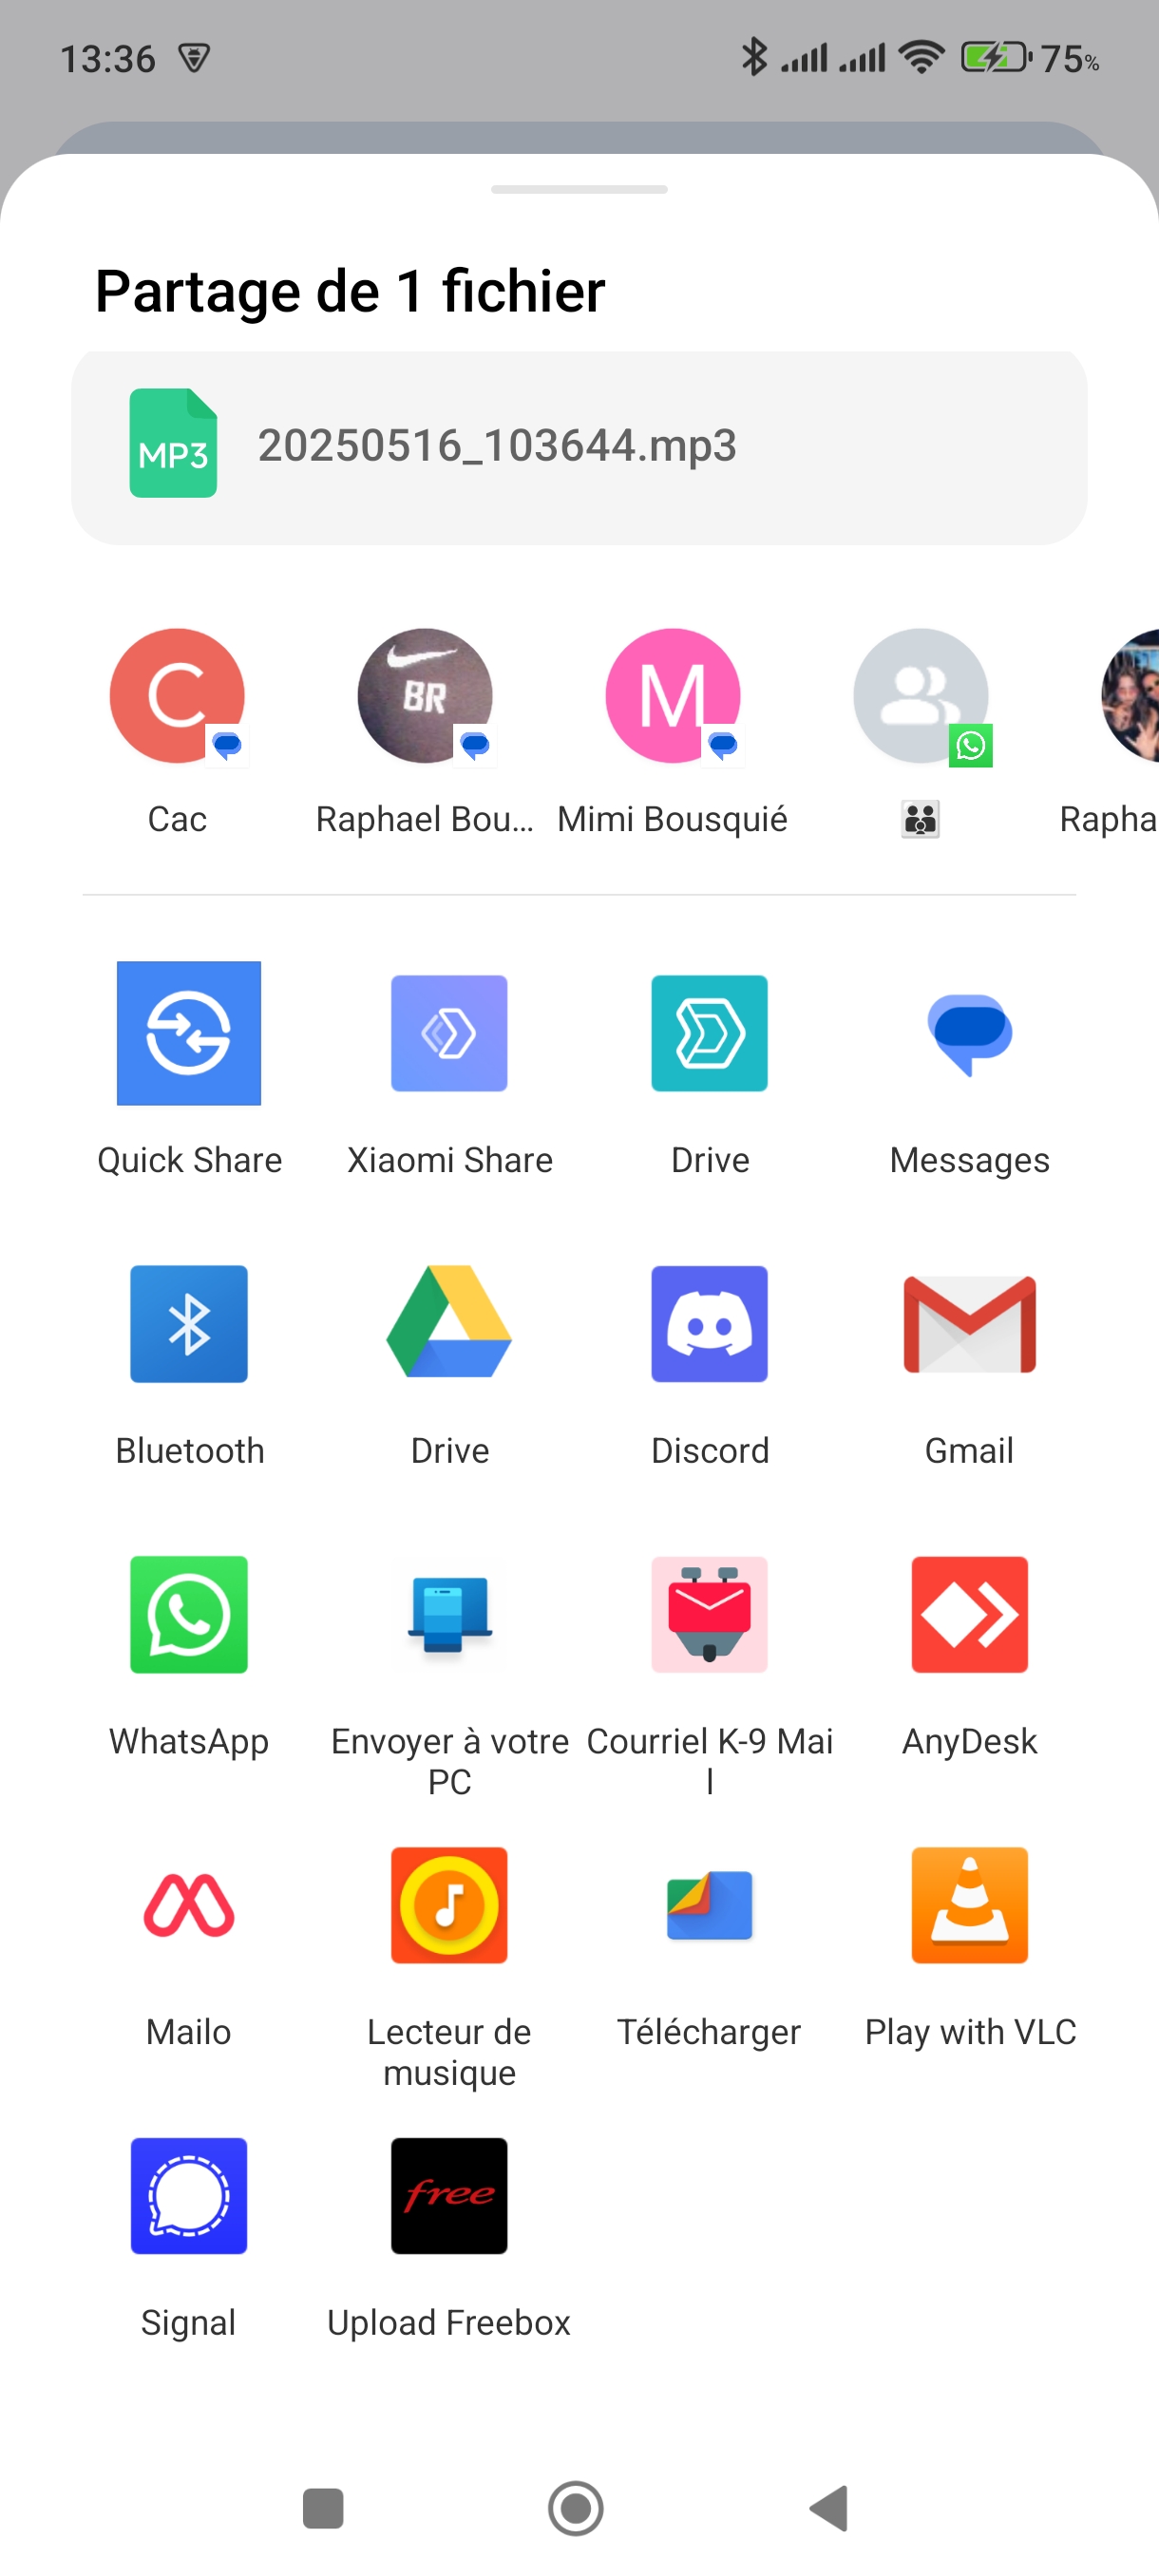 13:36
75%
Partage de 1 fichier
MP3
20250516_103644.mp3
C
BR
M
Cac
Raphael Bou...
Mimi Bousquié
Rapha
Quick Share
Xiaomi Share
Drive
Messages
Bluetooth
Drive
Discord
Gmail
WhatsApp
Envoyer à votre
PC
Courriel K-9 Mai
l
AnyDesk
Mailo
Lecteur de
musique
Télécharger
Play with VLC
free
Signal
Upload Freebox